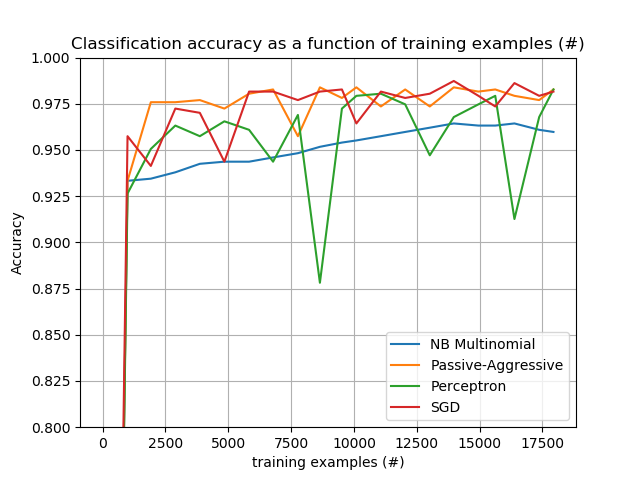 Classification accuracy as a function of training examples (#)
1.000
0.975
0.950
0.925
0.900
0.875
0.850
0.825
0.800
Accuracy
NB Multinomial
Passive-Aggressive
Perceptron
SGD
0 2500 5000 7500 10000 12500 15000 17500
training examples (#)